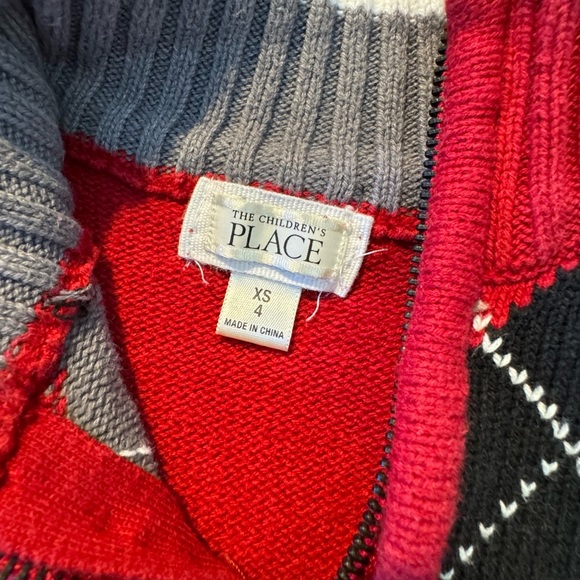 THE CHILDREN'S
PLACE
XS
4
MADE IN CHINA